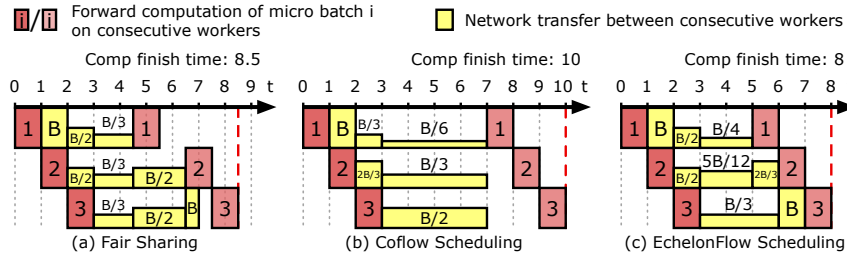 i/i Forward computation of micro batch i on consecutive workers
Network transfer between consecutive workers
Comp finish time: 8.5
0 1 2 3 4 5 6 7 8 9 t
1 B B/2 B/3 1
2 B/2 B/3 B/2 2
3 B/3 B/2 B 3
(a) Fair Sharing
Comp finish time: 10
0 1 2 3 4 5 6 7 8 9 10 t
1 B B/3 B/6 1
2 2B/3 B/3 2
3 B/2 3
(b) Coflow Scheduling
Comp finish time: 8
0 1 2 3 4 5 6 7 8 t
1 B B/2 B/4 1
2 B/2 5B/12 2B/3 2
3 B/3 B 3
(c) EchelonFlow Scheduling